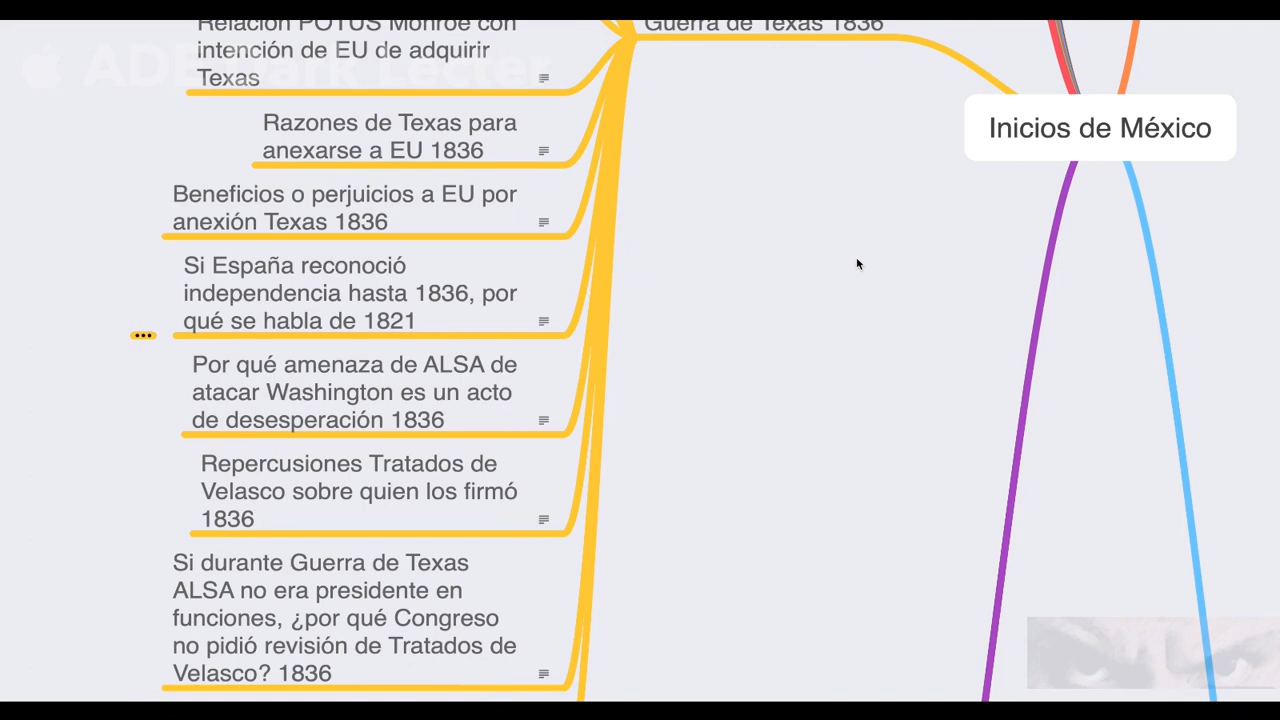 Relación POTUS Monroe con
intención de EU de adquirir
Texas
Guerra de Texas 1836
Razones de Texas para
anexarse a EU 1836
Beneficios o perjuicios a EU por
anexión Texas 1836
Si España reconoció
independencia hasta 1836, por
qué se habla de 1821
Por qué amenaza de ALSA de
atacar Washington es un acto
de desesperación 1836
Repercusiones Tratados de
Velasco sobre quien los firmó
1836
Si durante Guerra de Texas
ALSA no era presidente en
funciones, ¿por qué Congreso
no pidió revisión de Tratados de
Velasco? 1836
Inicios de México